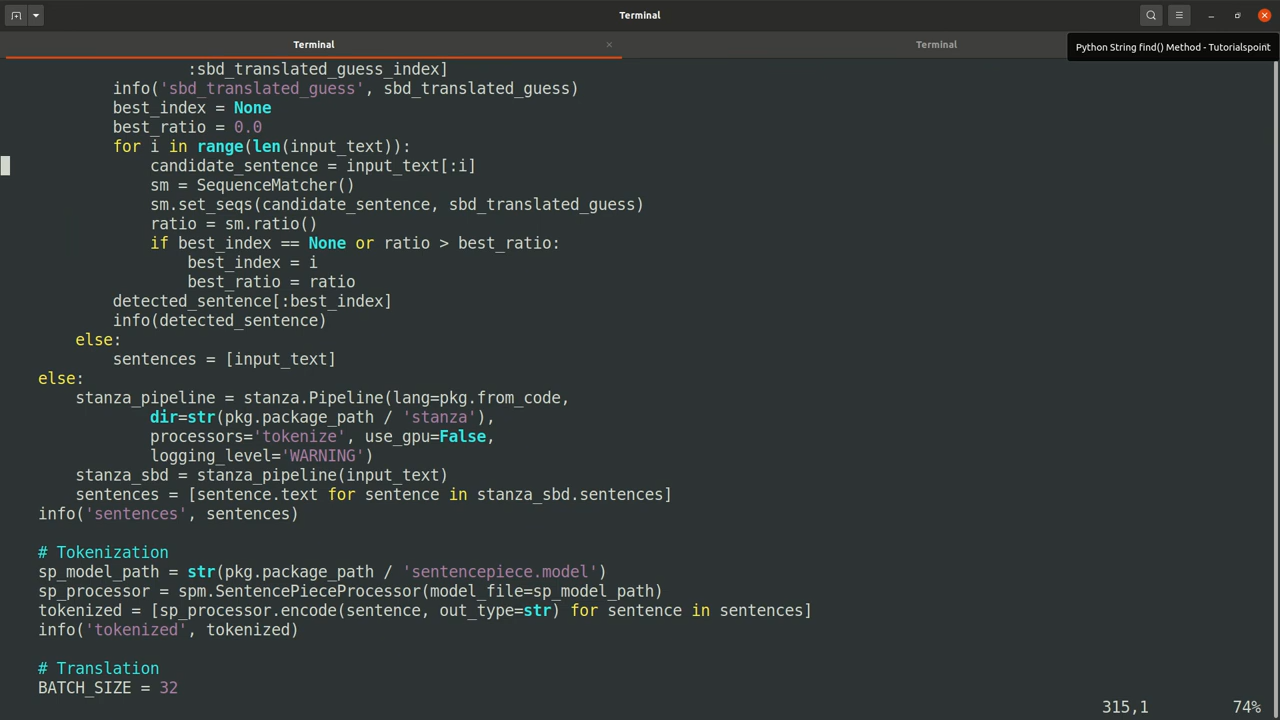 Terminal
Terminal
Terminal
Python String find() Method - Tutorialspoint
:sbd_translated_guess_index]
info('sbd_translated_guess', sbd_translated_guess)
best_index = None
best_ratio = 0.0
for i in range(len(input_text)):
candidate_sentence = input_text[:i]
sm = SequenceMatcher()
sm.set_seqs(candidate_sentence, sbd_translated_guess)
ratio = sm.ratio()
if best_index == None or ratio > best_ratio:
best_index = i
best_ratio = ratio
detected_sentence[:best_index]
info(detected_sentence)
else:
sentences = [input_text]
else:
stanza_pipeline = stanza.Pipeline(lang=pkg.from_code,
dir=str(pkg.package_path / 'stanza'),
processors='tokenize', use_gpu=False,
logging_level='WARNING')
stanza_sbd = stanza_pipeline(input_text)
sentences = [sentence.text for sentence in stanza_sbd.sentences]
info('sentences', sentences)
# Tokenization
sp_model_path = str(pkg.package_path / 'sentencepiece.model')
sp_processor = spm.SentencePieceProcessor(model_file=sp_model_path)
tokenized = [sp_processor.encode(sentence, out_type=str) for sentence in sentences]
info('tokenized', tokenized)
# Translation
BATCH_SIZE = 32
315,1 74%